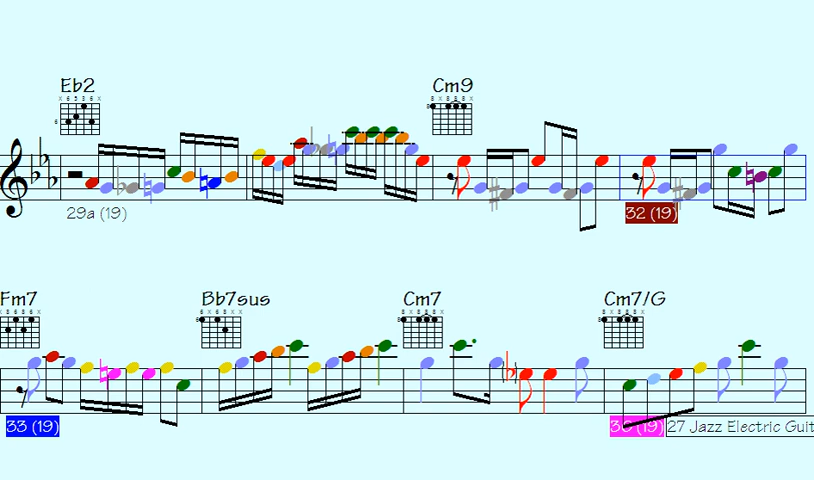 Eb2 Cm9
29a (19) 32 (19)
Fm7 Bb7sus Cm7 Cm7/G
33 (19) 27 Jazz Electric Guit